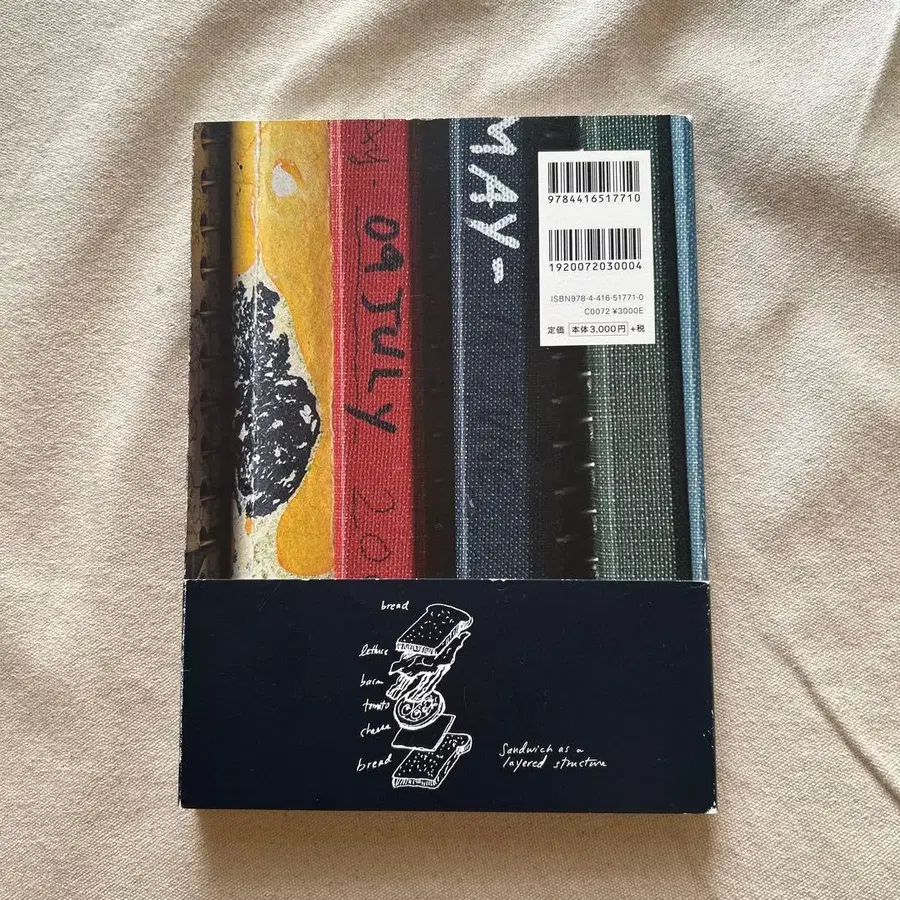 09 JULY 20
MAY-
9784416517710
1920072030004
ISBN978-4-416-51771-0
C0072 ¥3000E
定価 本体3,000円 +税
bread
lettuce
bacon
tomato
cheese
bread
Sandwich as a
layered structure